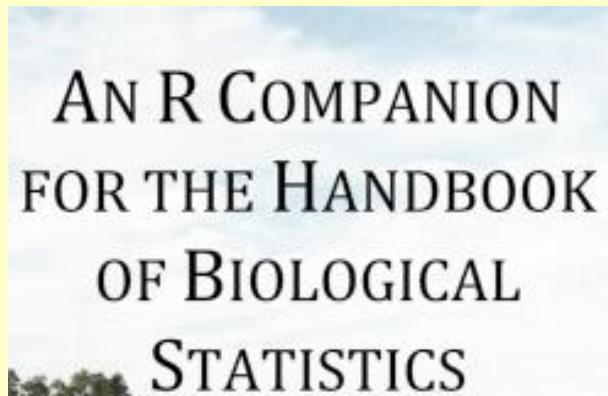 AN R COMPANION
FOR THE HANDBOOK
OF BIOLOGICAL
STATISTICS